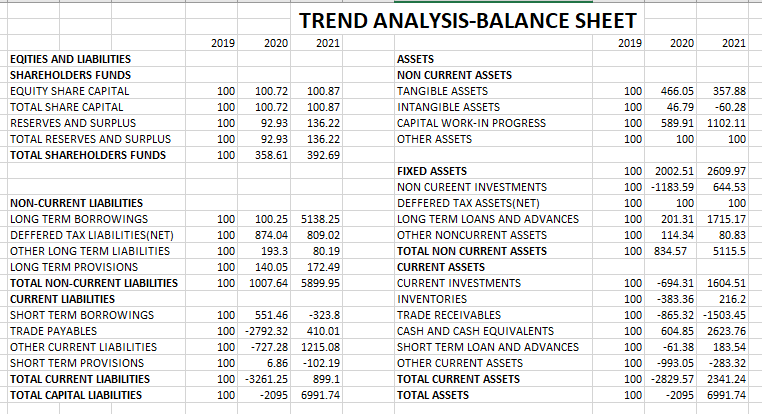 TREND ANALYSIS-BALANCE SHEET
2019 2020 2021 2019 2020 2021
EQITIES AND LIABILITIES ASSETS
SHAREHOLDERS FUNDS NON CURRENT ASSETS
EQUITY SHARE CAPITAL 100 100.72 100.87 TANGIBLE ASSETS 100 466.05 357.88
TOTAL SHARE CAPITAL 100 100.72 100.87 INTANGIBLE ASSETS 100 46.79 -60.28
RESERVES AND SURPLUS 100 92.93 136.22 CAPITAL WORK-IN PROGRESS 100 589.91 1102.11
TOTAL RESERVES AND SURPLUS 100 92.93 136.22 OTHER ASSETS 100 100 100
TOTAL SHAREHOLDERS FUNDS 100 358.61 392.69
FIXED ASSETS 100 2002.51 2609.97
NON CUREENT INVESTMENTS 100 -1183.59 644.53
NON-CURRENT LIABILITIES DEFFERED TAX ASSETS(NET) 100 100 100
LONG TERM BORROWINGS 100 100.25 5138.25 LONG TERM LOANS AND ADVANCES 100 201.31 1715.17
DEFFERED TAX LIABILITIES(NET) 100 874.04 809.02 OTHER NONCURRENT ASSETS 100 114.34 80.83
OTHER LONG TERM LIABILITIES 100 193.3 80.19 TOTAL NON CURRENT ASSETS 100 834.57 5115.5
LONG TERM PROVISIONS 100 140.05 172.49 CURRENT ASSETS
TOTAL NON-CURRENT LIABILITIES 100 1007.64 5899.95 CURRENT INVESTMENTS 100 -694.31 1604.51
CURRENT LIABILITIES INVENTORIES 100 -383.36 216.2
SHORT TERM BORROWINGS 100 551.46 -323.8 TRADE RECEIVABLES 100 -865.32 -1503.45
TRADE PAYABLES 100 -2792.32 410.01 CASH AND CASH EQUIVALENTS 100 604.85 2623.76
OTHER CURRENT LIABILITIES 100 -727.28 1215.08 SHORT TERM LOAN AND ADVANCES 100 -61.38 183.54
SHORT TERM PROVISIONS 100 6.86 -102.19 OTHER CURRENT ASSETS 100 -993.05 -283.32
TOTAL CURRENT LIABILITIES 100 -3261.25 899.1 TOTAL CURRENT ASSETS 100 -2829.57 2341.24
TOTAL CAPITAL LIABILITIES 100 -2095 6991.74 TOTAL ASSETS 100 -2095 6991.74